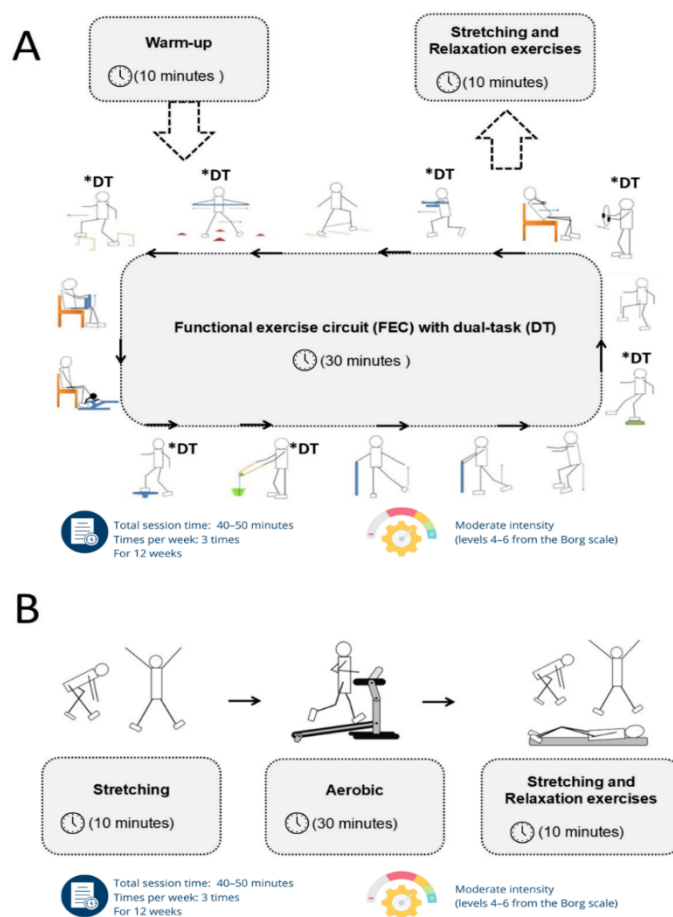 A
Warm-up
(10 minutes )
Stretching and
Relaxation exercises
(10 minutes)
*DT
*DT
*DT
*DT
Functional exercise circuit (FEC) with dual-task (DT)
(30 minutes )
*DT
*DT
*DT
Total session time: 40–50 minutes
Times per week: 3 times
For 12 weeks
Moderate intensity
(levels 4–6 from the Borg scale)
B
Stretching
(10 minutes)
Aerobic
(30 minutes)
Stretching and
Relaxation exercises
(10 minutes)
Total session time: 40–50 minutes
Times per week: 3 times
For 12 weeks
Moderate intensity
(levels 4–6 from the Borg scale)